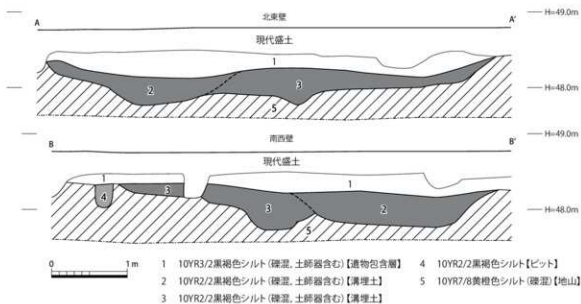 A 北東壁 A' H=49.0m
現代盛土
1
2 3
5 H=48.0m
B 南西壁 B' H=49.0m
現代盛土
1 3 1
4 3 2 H=48.0m
5
0 1 m
1 10YR3/2黒褐色シルト(礫混, 土師器含む)【遺物包含層】 4 10YR2/2黒褐色シルト【ピット】
2 10YR2/2黒褐色シルト(礫混, 土師器含む)【溝埋土】 5 10YR7/8黄橙色シルト(礫混)【地山】
3 10YR2/2黒褐色シルト(礫混, 土師器含む)【溝埋土】